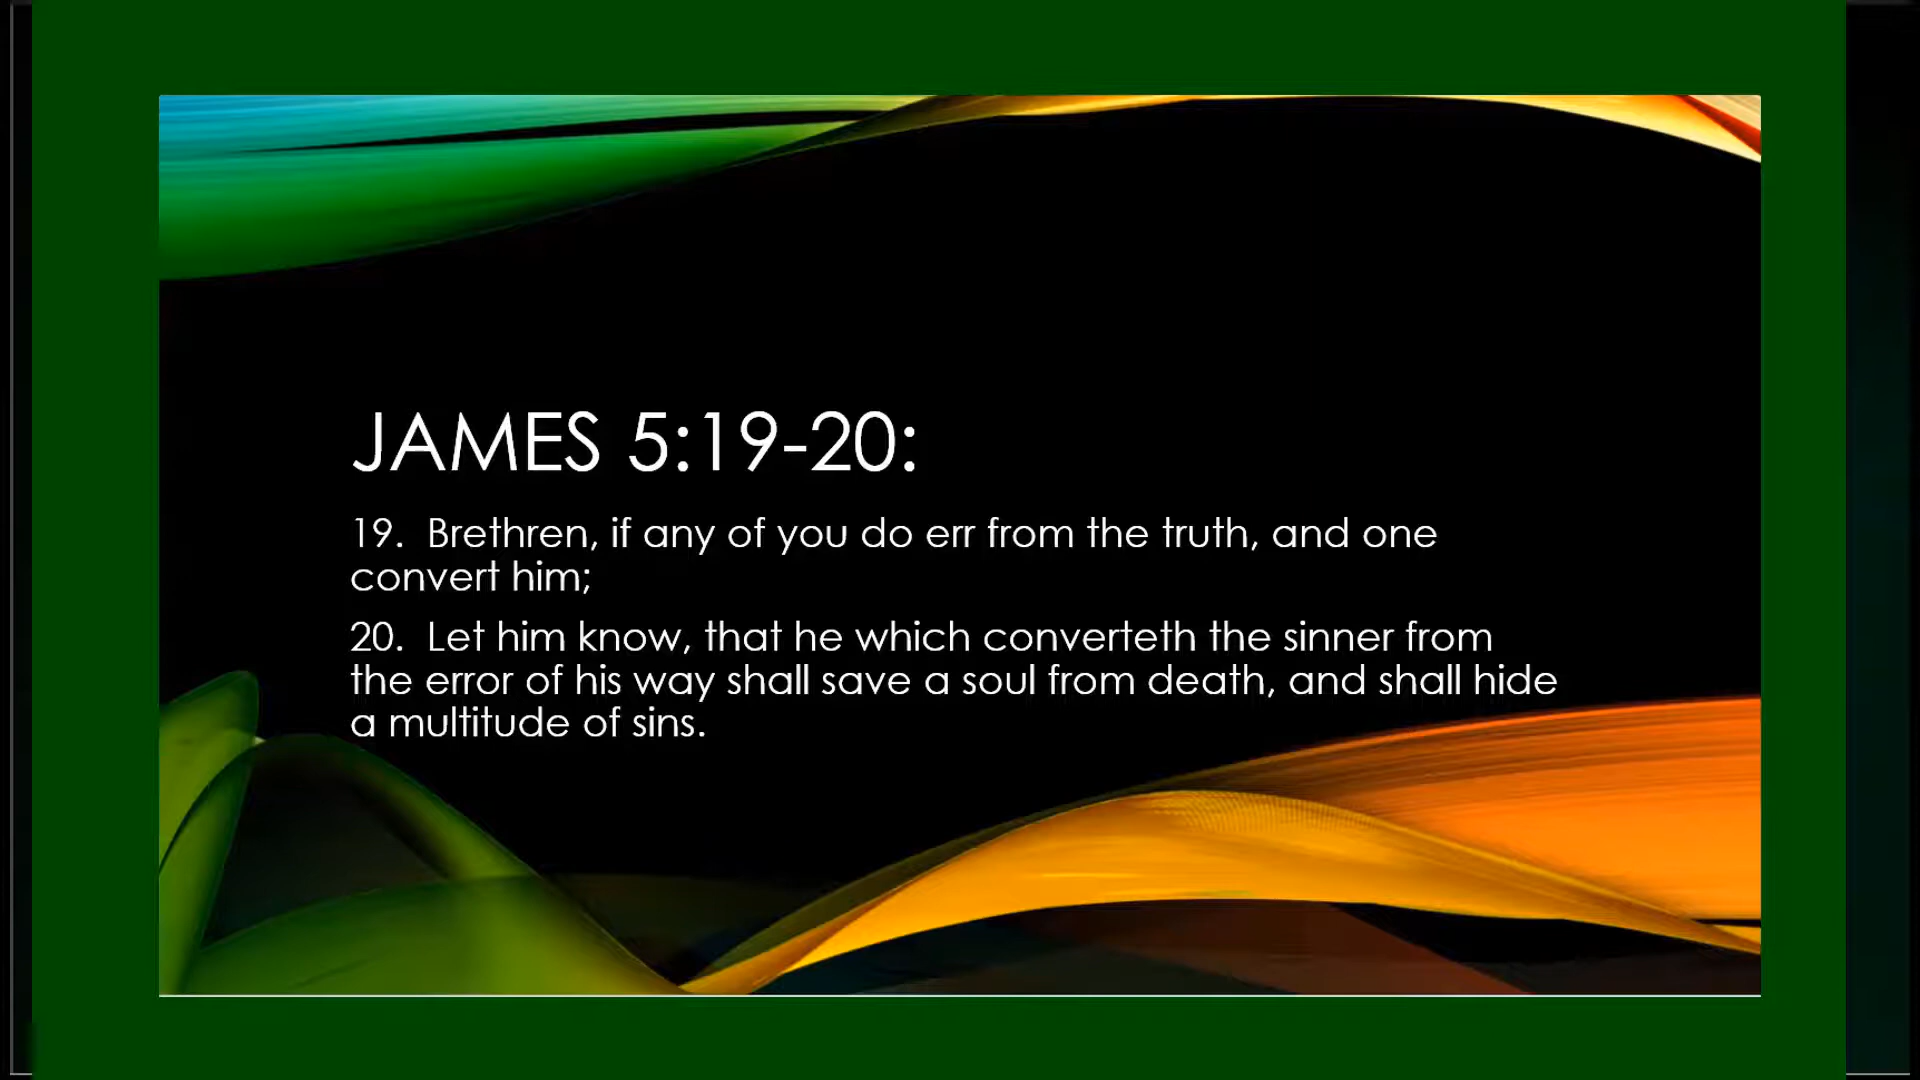 JAMES 5:19-20:
19. Brethren, if any of you do err from the truth, and one
convert him;
20. Let him know, that he which converteth the sinner from
the error of his way shall save a soul from death, and shall hide
a multitude of sins.